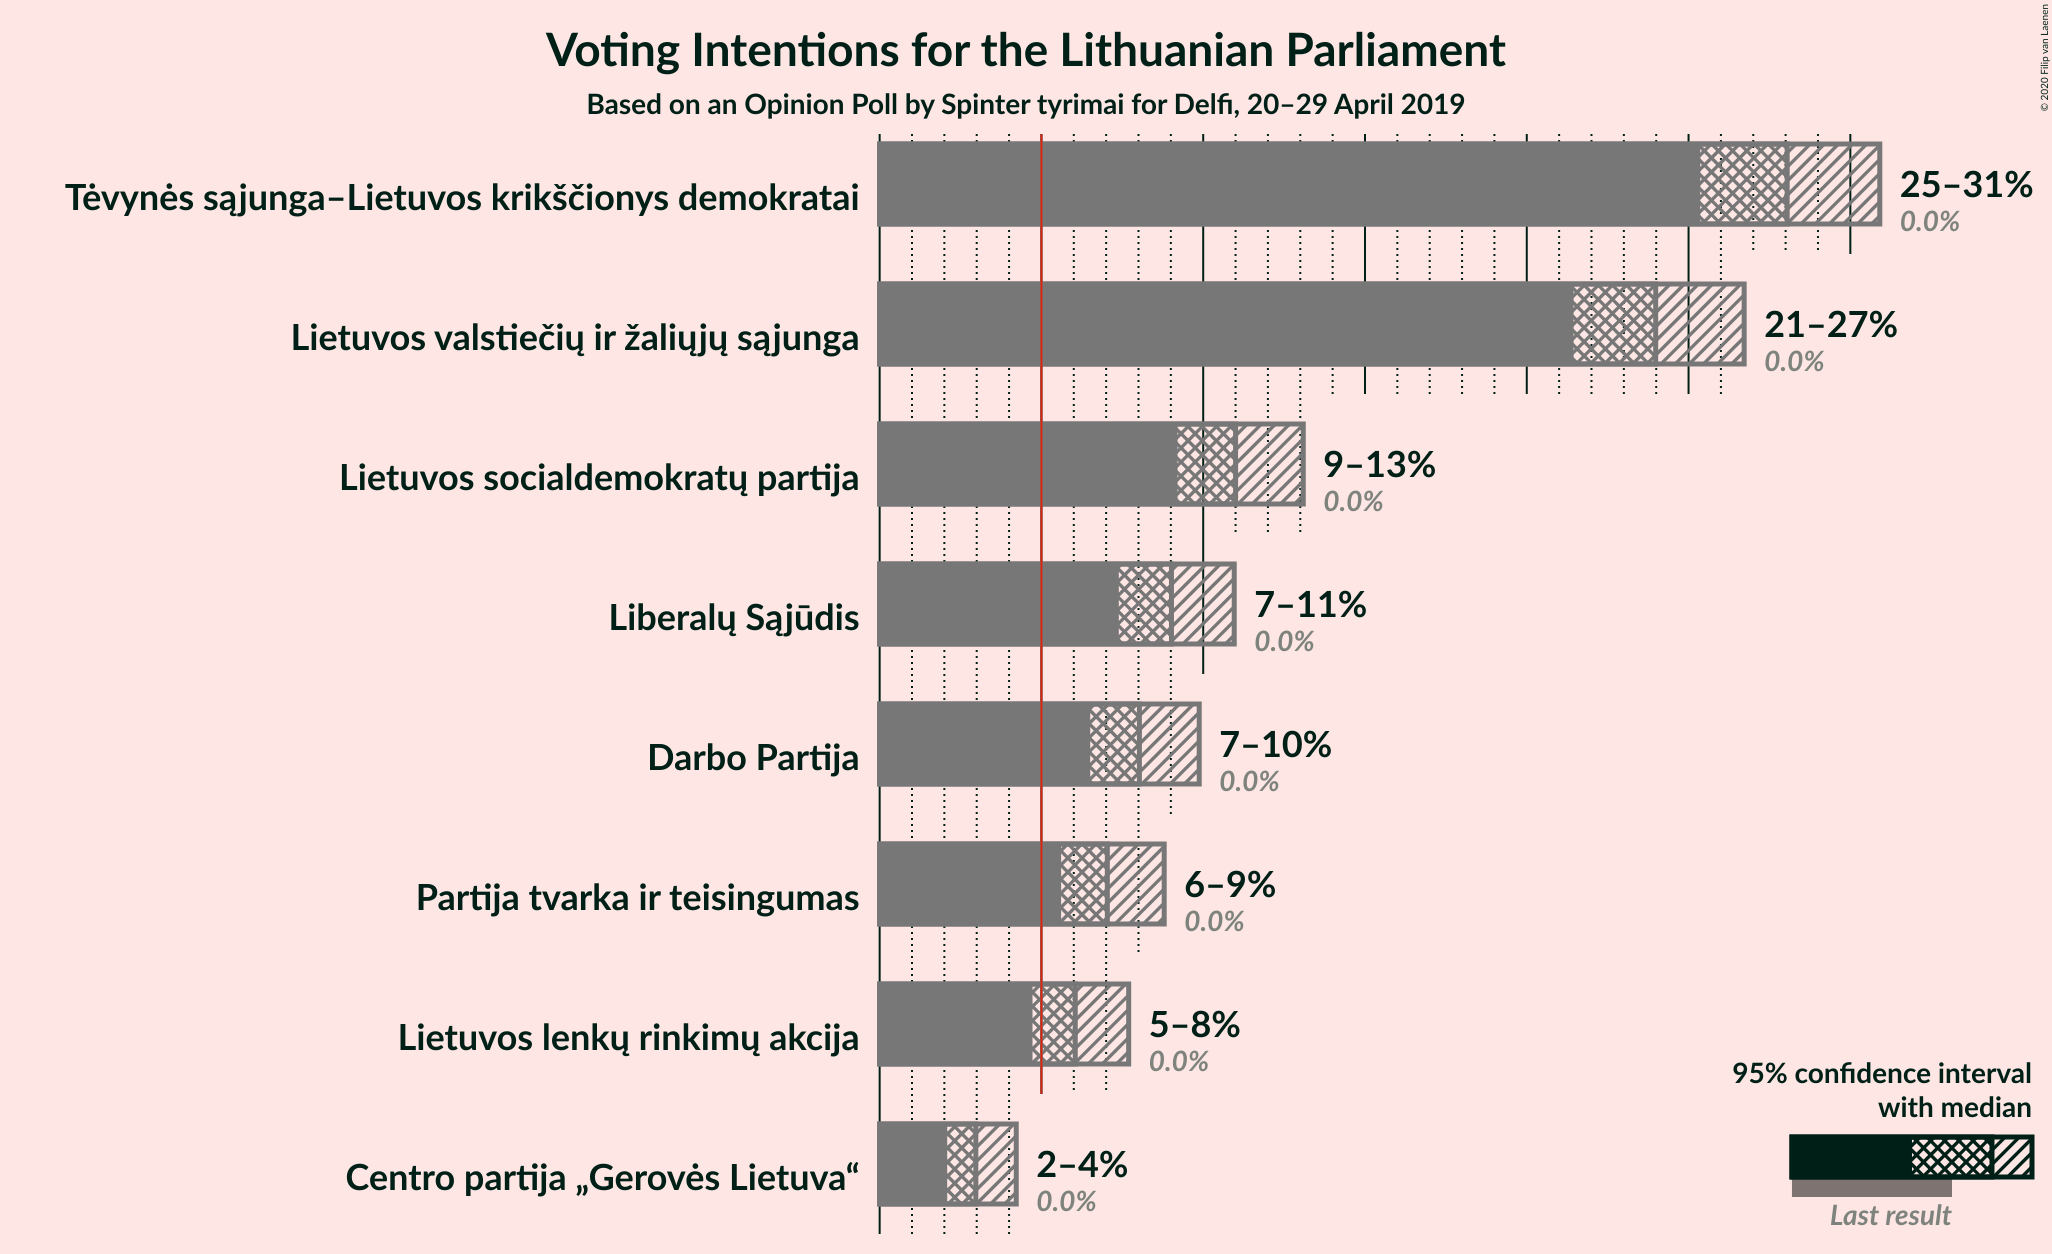 Voting Intentions for the Lithuanian Parliament
Based on an Opinion Poll by Spinter tyrimai for Delfi, 20–29 April 2019
© 2020 Filip van Laenen
Tėvynės sąjunga–Lietuvos krikščionys demokratai
25–31%
0.0%
Lietuvos valstiečių ir žaliųjų sąjunga
21–27%
0.0%
Lietuvos socialdemokratų partija
9–13%
0.0%
Liberalų Sąjūdis
7–11%
0.0%
Darbo Partija
7–10%
0.0%
Partija tvarka ir teisingumas
6–9%
0.0%
Lietuvos lenkų rinkimų akcija
5–8%
0.0%
Centro partija „Gerovės Lietuva“
2–4%
0.0%
95% confidence interval
with median
Last result